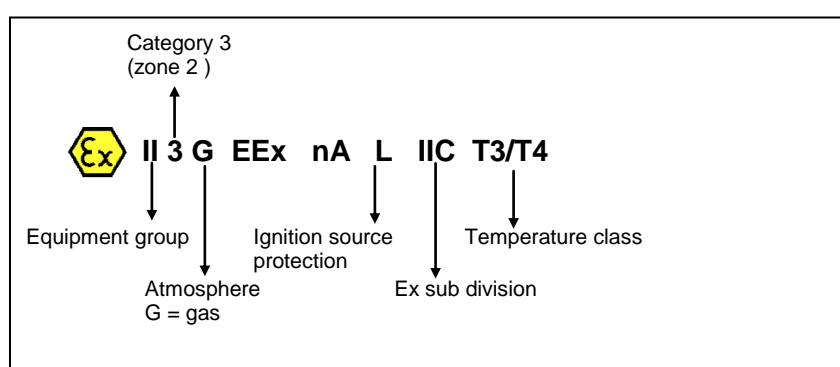 Category 3
(zone 2 )
Ex II 3 G EEx nA L IIC T3/T4
Equipment group
Ignition source
protection
Temperature class
Atmosphere
G = gas
Ex sub division